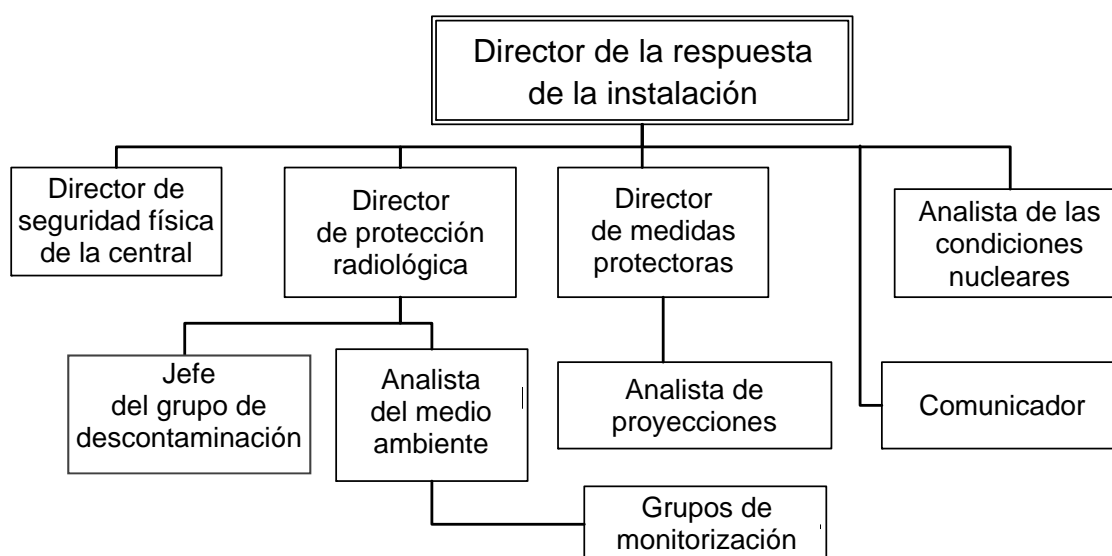 Director de la respuesta
de la instalación
Director de
seguridad física
de la central
Director
de protección
radiológica
Director
de medidas
protectoras
Analista de las
condiciones
nucleares
Jefe
del grupo de
descontaminación
Analista
del medio
ambiente
Analista de
proyecciones
Comunicador
Grupos de
monitorización